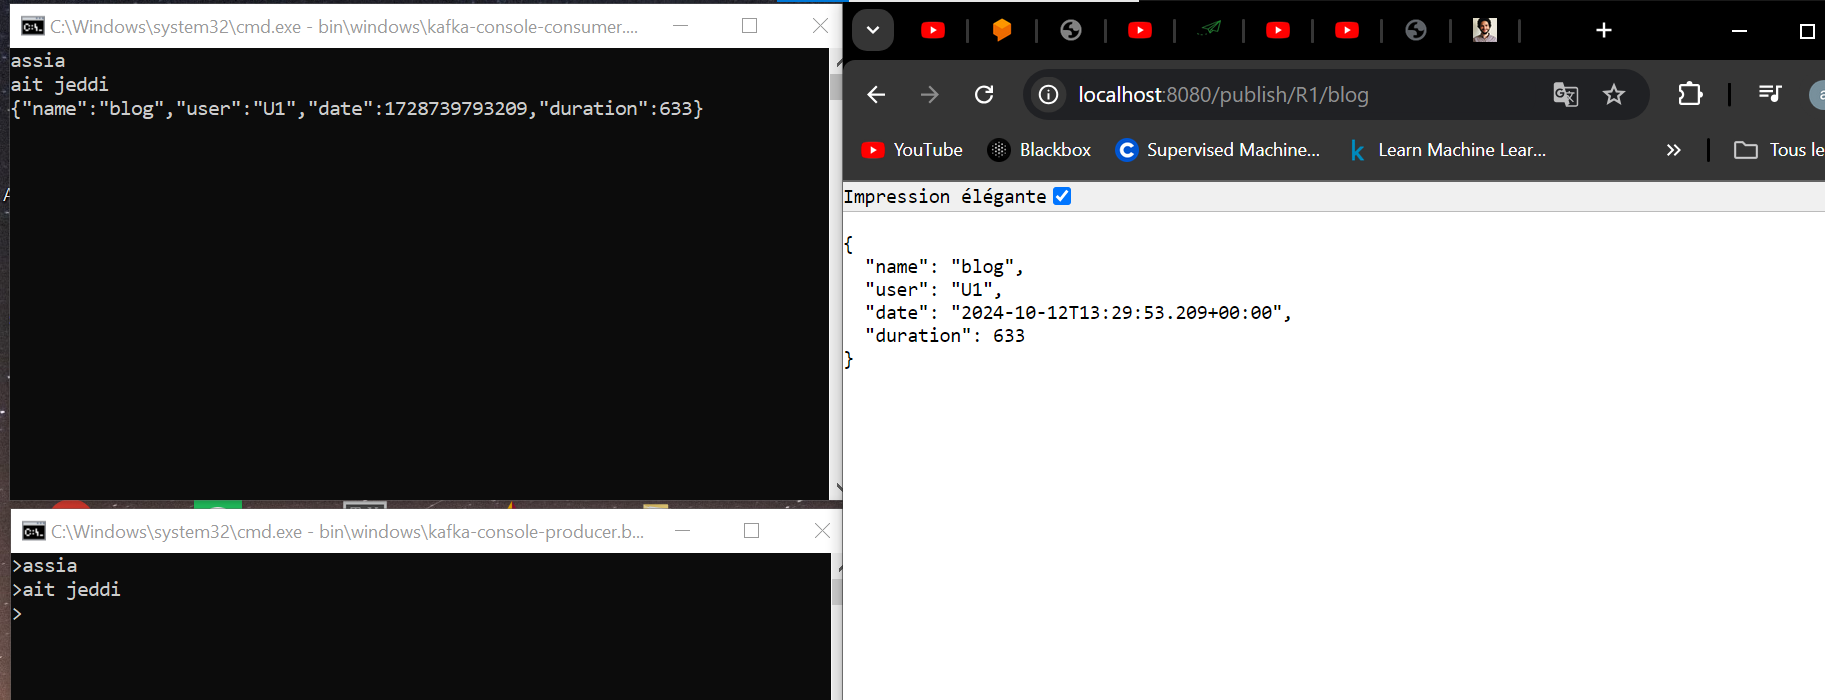 C:\Windows\system32\cmd.exe - bin\windows\kafka-console-consumer....
assia
ait jeddi
{"name":"blog","user":"U1","date":1728739793209,"duration":633}
C:\Windows\system32\cmd.exe - bin\windows\kafka-console-producer.b...
>assia
>ait jeddi
>
localhost:8080/publish/R1/blog
YouTube
Blackbox
Supervised Machine...
Learn Machine Lear...
Tous le
Impression élégante
{
"name": "blog",
"user": "U1",
"date": "2024-10-12T13:29:53.209+00:00",
"duration": 633
}